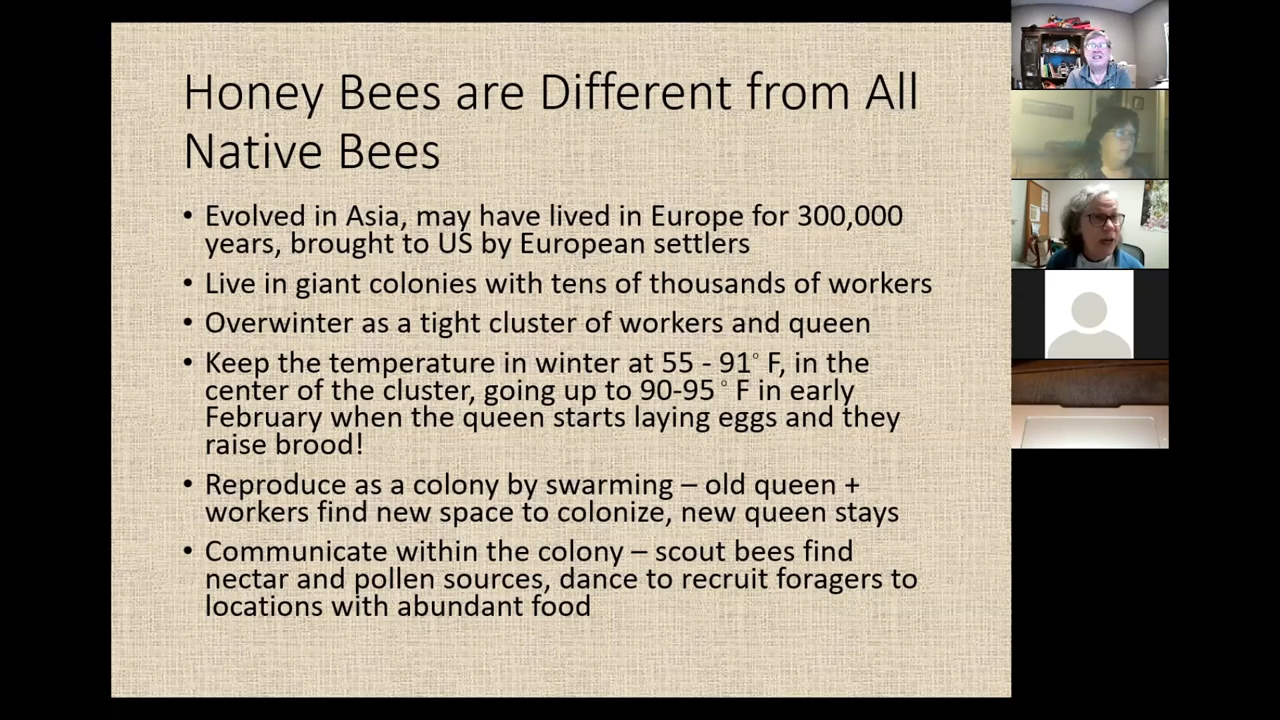 Honey Bees are Different from All
Native Bees
• Evolved in Asia, may have lived in Europe for 300,000
years, brought to US by European settlers
• Live in giant colonies with tens of thousands of workers
• Overwinter as a tight cluster of workers and queen
• Keep the temperature in winter at 55 - 91° F, in the
center of the cluster, going up to 90-95° F in early
February when the queen starts laying eggs and they
raise brood!
• Reproduce as a colony by swarming – old queen +
workers find new space to colonize, new queen stays
• Communicate within the colony – scout bees find
nectar and pollen sources, dance to recruit foragers to
locations with abundant food